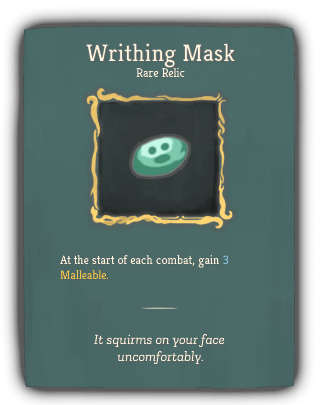 Writhing Mask
Rare Relic
At the start of each combat, gain 3
Malleable.
It squirms on your face
uncomfortably.